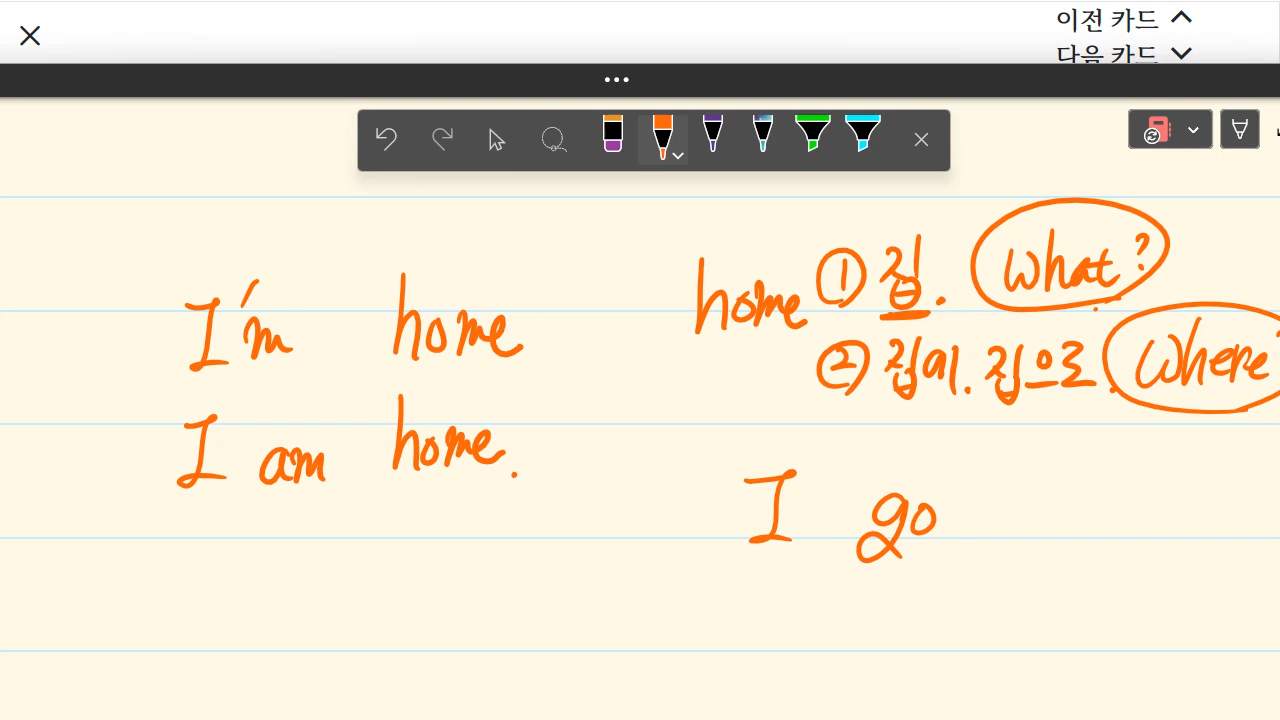 이전 카드
다음 카드
I'm home
I am home.
home ① 집. What?
② 집에. 집으로. Where?
I go